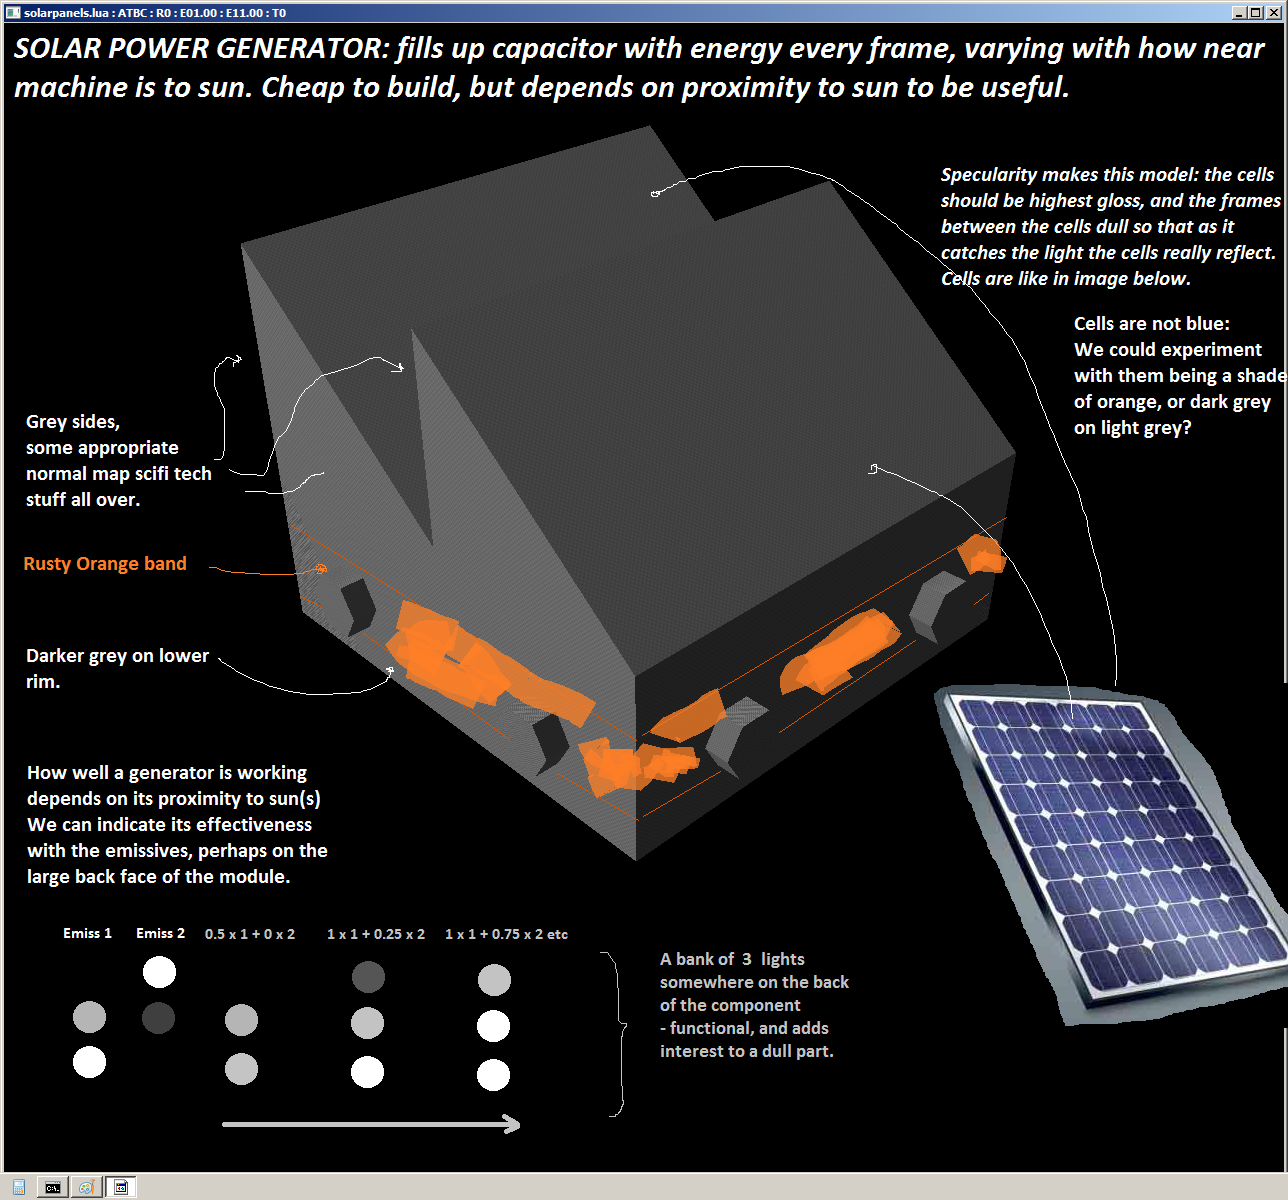 solarpanels.lua : ATBC : R0 : E01.00 : E11.00 : T0
SOLAR POWER GENERATOR: fills up capacitor with energy every frame, varying with how near
machine is to sun. Cheap to build, but depends on proximity to sun to be useful.
Specularity makes this model: the cells
should be highest gloss, and the frames
between the cells dull so that as it
catches the light the cells really reflect.
Cells are like in image below.
Cells are not blue:
We could experiment
with them being a shade
of orange, or dark grey
on light grey?
Grey sides,
some appropriate
normal map scifi tech
stuff all over.
Rusty Orange band
Darker grey on lower
rim.
How well a generator is working
depends on its proximity to sun(s)
We can indicate its effectiveness
with the emissives, perhaps on the
large back face of the module.
Emiss 1 Emiss 2 0.5 x 1 + 0 x 2 1 x 1 + 0.25 x 2 1 x 1 + 0.75 x 2 etc
A bank of 3 lights
somewhere on the back
of the component
- functional, and adds
interest to a dull part.